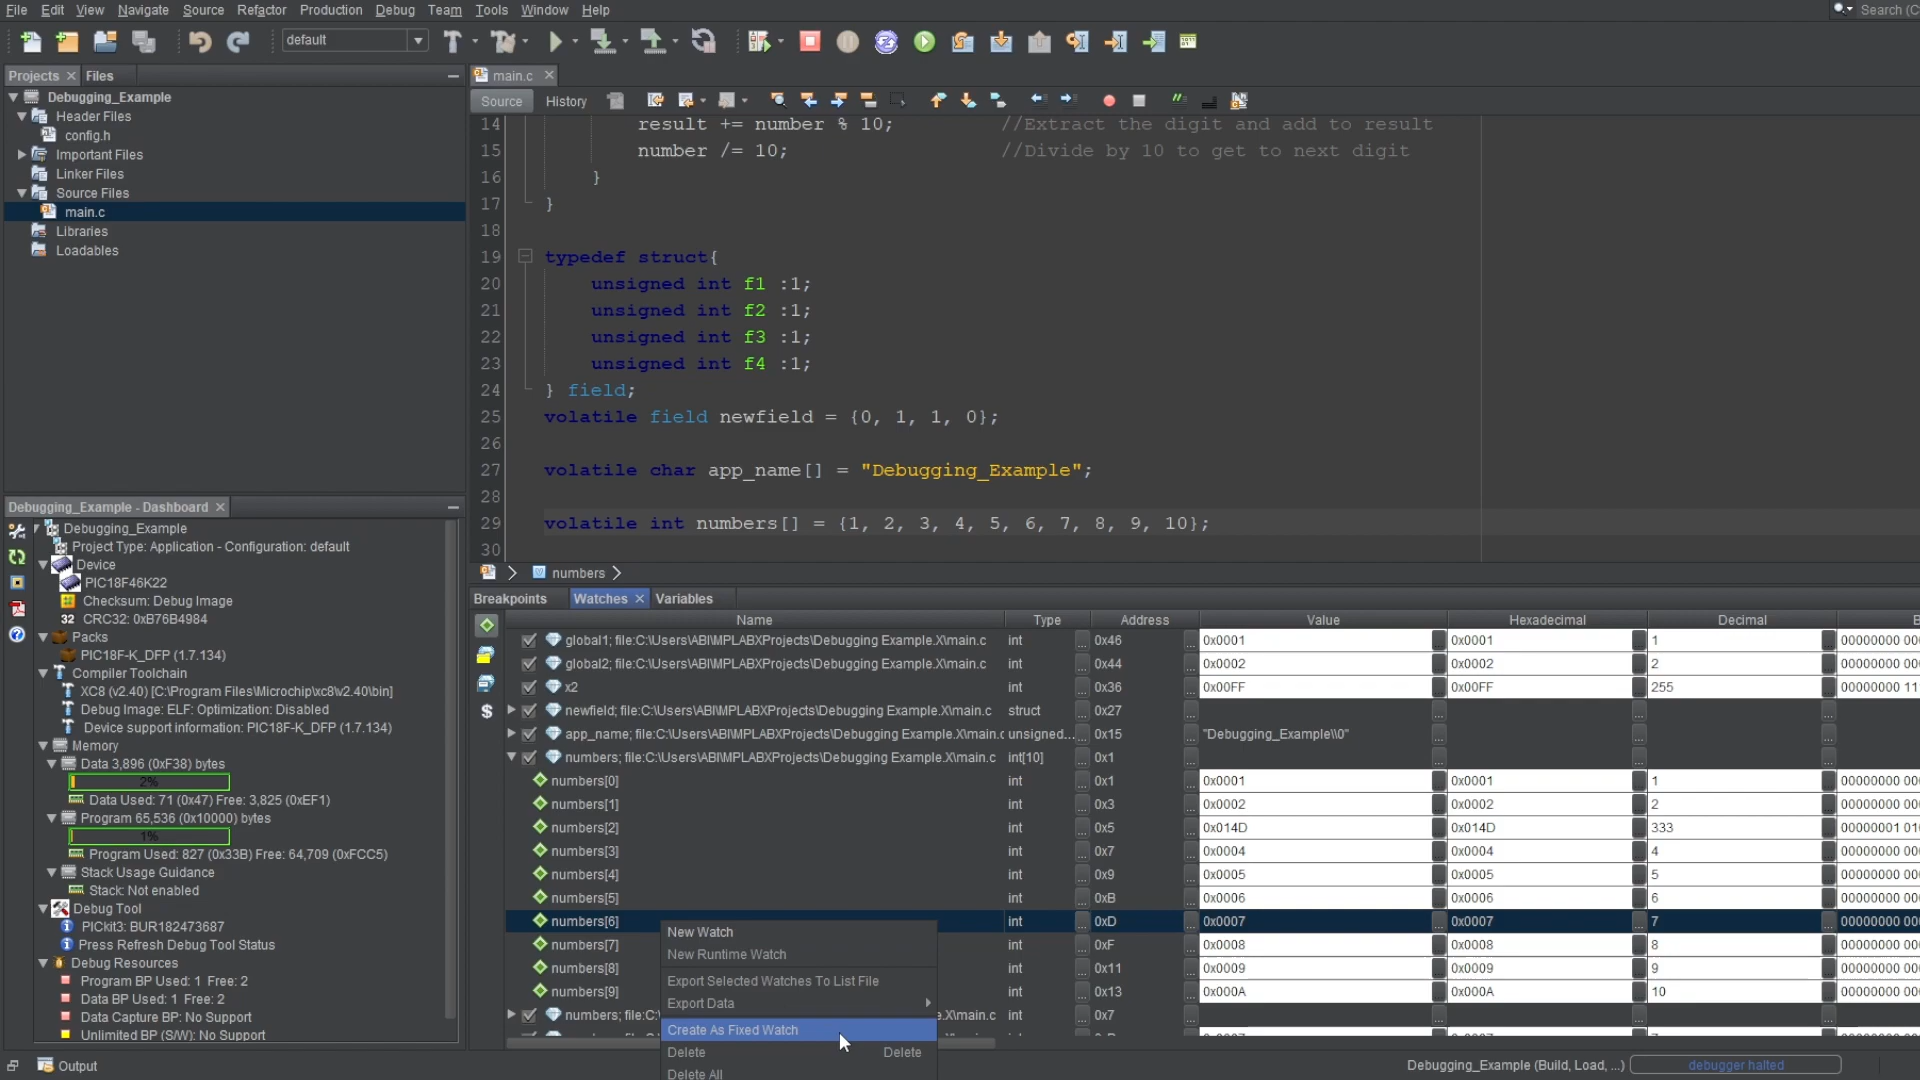 File Edit View Navigate Source Refactor Production Debug Team Tools Window Help
default
Projects Files
main.c
Source History
Debugging_Example
Header Files
config.h
Important Files
Linker Files
Source Files
main.c
Libraries
Loadables
14 result += number % 10; //Extract the digit and add to result
15 number /= 10; //Divide by 10 to get to next digit
16 }
17 }
18
19 typedef struct{
20 unsigned int f1 :1;
21 unsigned int f2 :1;
22 unsigned int f3 :1;
23 unsigned int f4 :1;
24 } field;
25 volatile field newfield = {0, 1, 1, 0};
26
27 volatile char app_name[] = "Debugging_Example";
28
29 volatile int numbers[] = {1, 2, 3, 4, 5, 6, 7, 8, 9, 10};
30
numbers
Debugging_Example - Dashboard
Debugging_Example
Project Type: Application - Configuration: default
Device
PIC18F46K22
Checksum: Debug Image
32 CRC32: 0xB76B4984
Packs
PIC18F-K_DFP (1.7.134)
Compiler Toolchain
XC8 (v2.40) [C:\Program Files\Microchip\xc8\v2.40\bin]
Debug Image: ELF: Optimization: Disabled
Device support information: PIC18F-K_DFP (1.7.134)
Memory
Data 3,896 (0xF38) bytes
2%
Data Used: 71 (0x47) Free: 3,825 (0xEF1)
Program 65,536 (0x10000) bytes
1%
Program Used: 827 (0x33B) Free: 64,709 (0xFCC5)
Stack Usage Guidance
Stack: Not enabled
Debug Tool
PICkit3: BUR182473687
Press Refresh Debug Tool Status
Debug Resources
Program BP Used: 1 Free: 2
Data BP Used: 1 Free: 2
Data Capture BP: No Support
Unlimited BP (S/W): No Support
Breakpoints Watches Variables
Name Type Address Value Hexadecimal Decimal
global1; file:C:\Users\ABI\MPLABXProjects\Debugging Example.X\main.c int 0x46 0x0001 0x0001 1
global2; file:C:\Users\ABI\MPLABXProjects\Debugging Example.X\main.c int 0x44 0x0002 0x0002 2
x2 int 0x36 0x00FF 0x00FF 255
newfield; file:C:\Users\ABI\MPLABXProjects\Debugging Example.X\main.c struct 0x27
app_name; file:C:\Users\ABI\MPLABXProjects\Debugging Example.X\main.c unsigned... 0x15 "Debugging_Example\\0"
numbers; file:C:\Users\ABI\MPLABXProjects\Debugging Example.X\main.c int[10] 0x1
numbers[0] int 0x1 0x0001 0x0001 1
numbers[1] int 0x3 0x0002 0x0002 2
numbers[2] int 0x5 0x014D 0x014D 333
numbers[3] int 0x7 0x0004 0x0004 4
numbers[4] int 0x9 0x0005 0x0005 5
numbers[5] int 0xB 0x0006 0x0006 6
numbers[6] int 0xD 0x0007 0x0007 7
numbers[7] int 0xF 0x0008 0x0008 8
numbers[8] int 0x11 0x0009 0x0009 9
numbers[9] int 0x13 0x000A 0x000A 10
numbers; file:C:\ e.X\main.c int 0x7
New Watch
New Runtime Watch
Export Selected Watches To List File
Export Data
Create As Fixed Watch
Delete Delete
Delete All
Output
Debugging_Example (Build, Load, ...) debugger halted